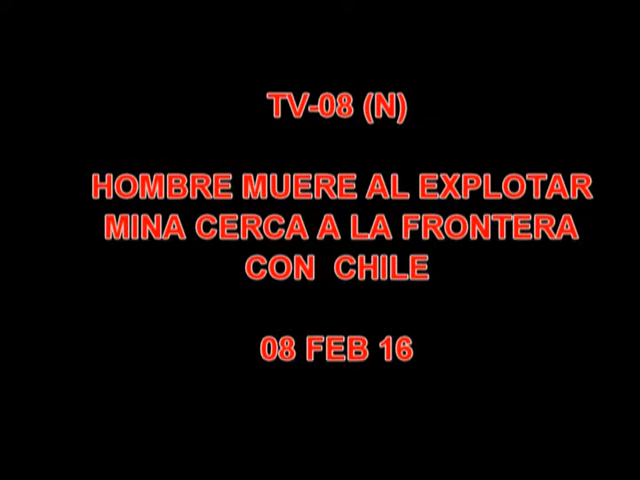 TV-08 (N)
HOMBRE MUERE AL EXPLOTAR
MINA CERCA A LA FRONTERA
CON CHILE
08 FEB 16